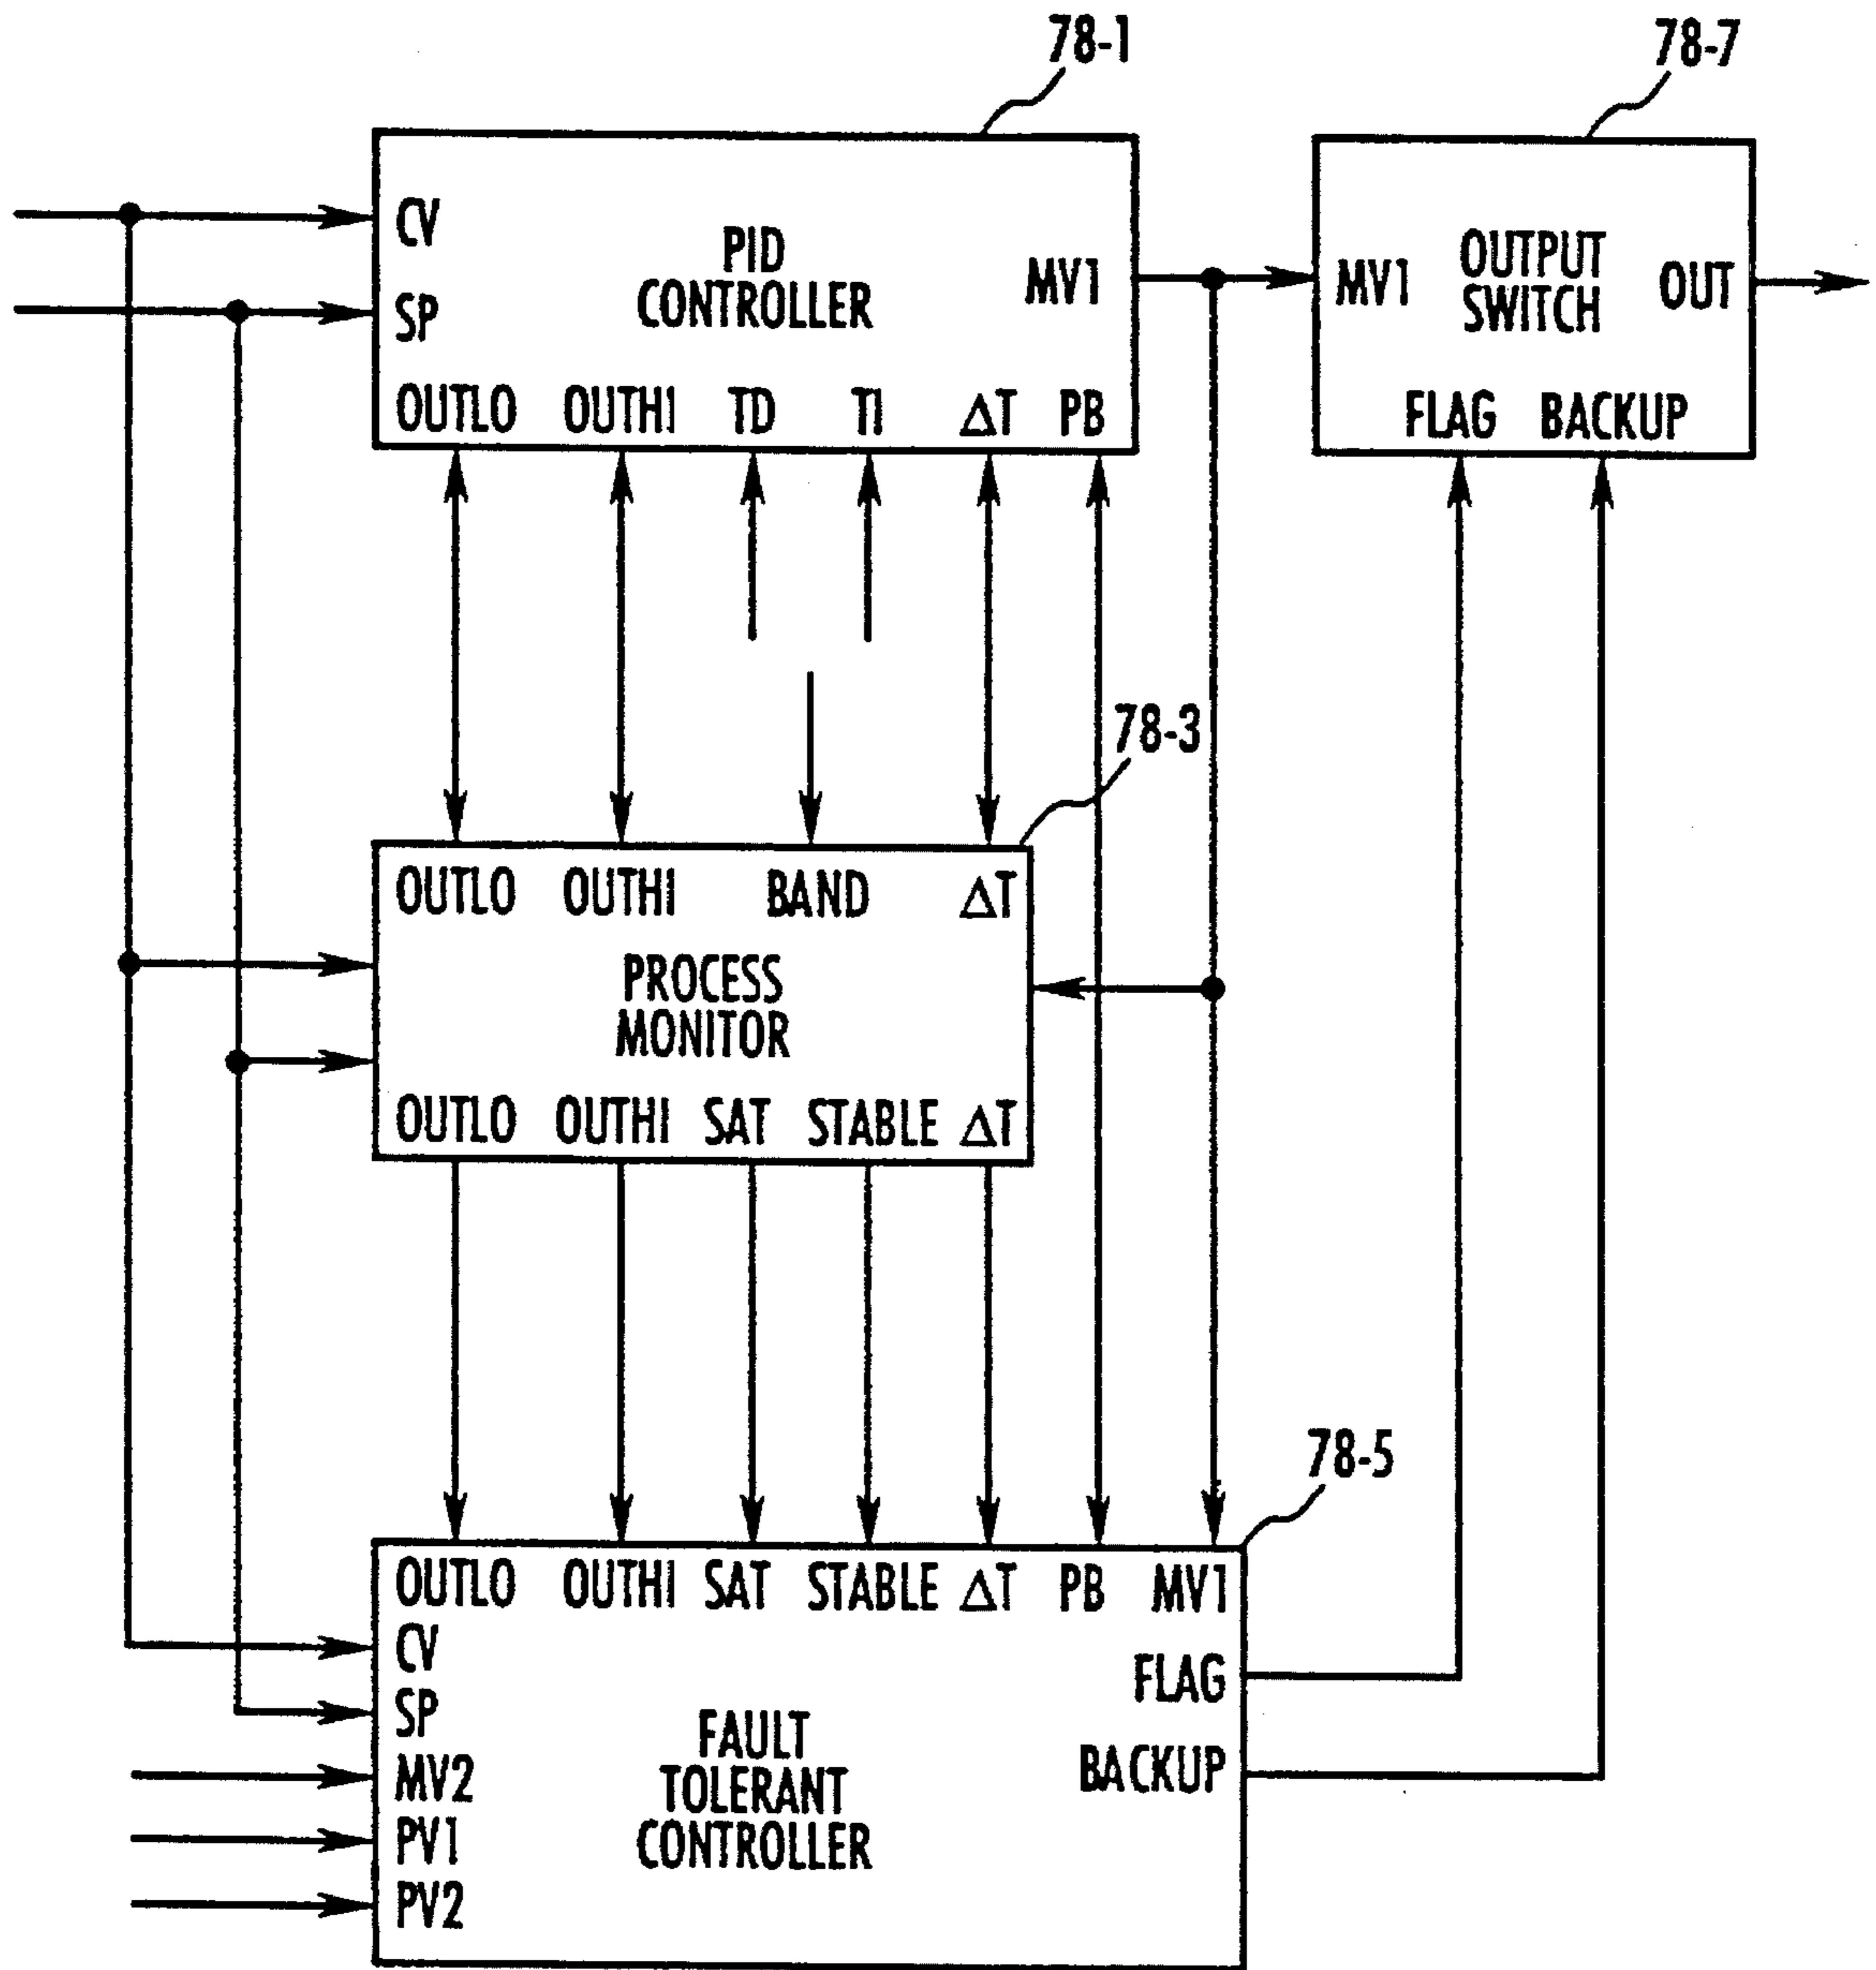 78-1
78-7
CV
SP
PID
CONTROLLER
MV1
OUTLO OUTHI TD TI ΔT PB
MV1
OUTPUT
SWITCH
OUT
FLAG BACKUP
78-3
OUTLO OUTHI BAND ΔT
PROCESS
MONITOR
OUTLO OUTHI SAT STABLE ΔT
78-5
OUTLO OUTHI SAT STABLE ΔT PB MV1
CV
SP
MV2
PV1
PV2
FAULT
TOLERANT
CONTROLLER
FLAG
BACKUP